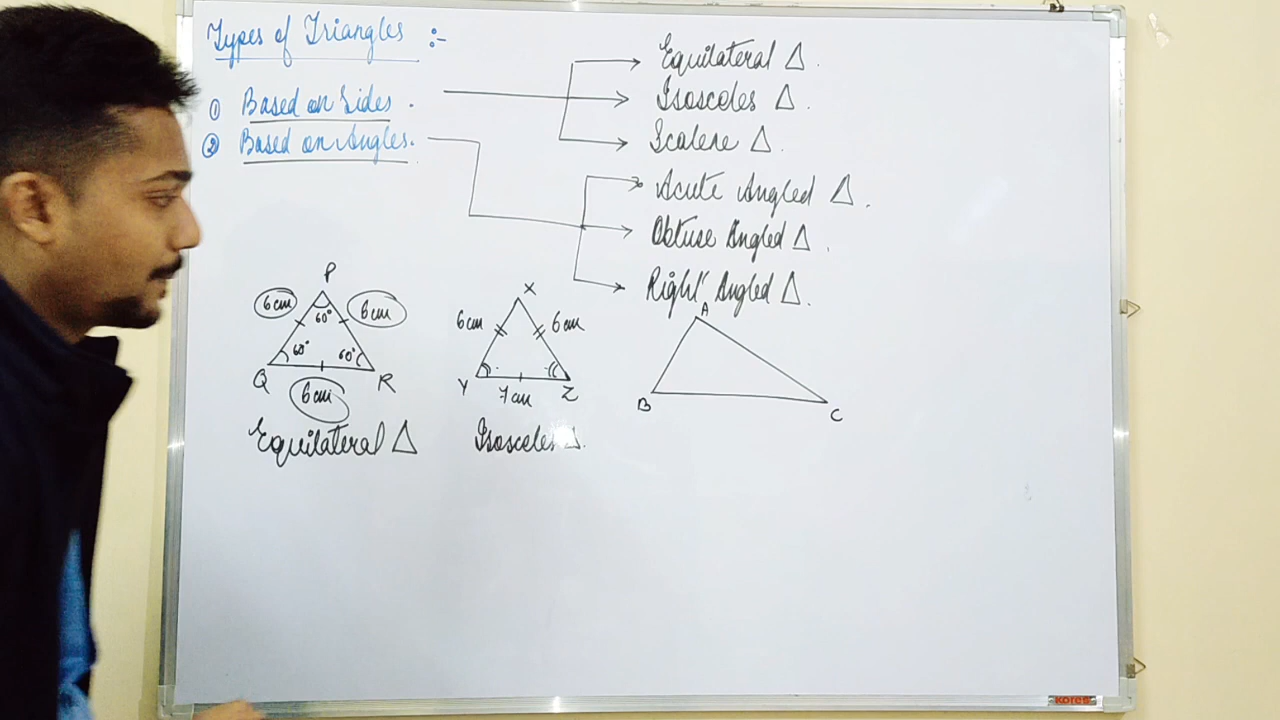 Types of Triangles :-
① Based on Sides .
② Based on Angles.
Equilateral △ .
Isosceles △ .
Scalene △ .
Acute Angled △ .
Obtuse Angled △ .
Right Angled △ .
P
6cm
6cm
60°
60°
60°
Q
R
6cm
Equilateral △
X
6cm
6cm
Y
Z
7cm
Isosceles △.
A
B
C
KORES